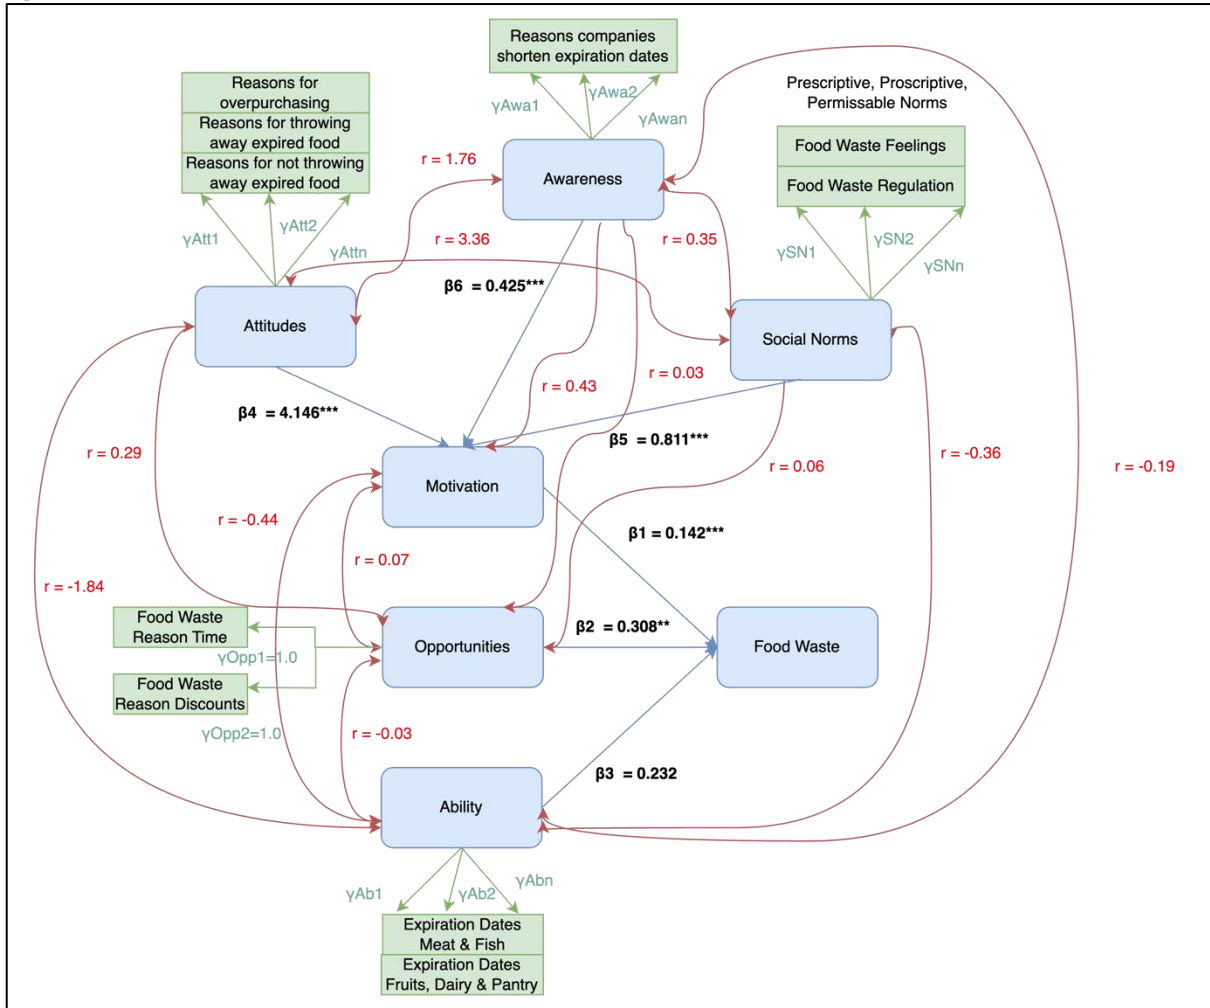 Reasons companies
shorten expiration dates
Reasons for
overpurchasing
Reasons for throwing
away expired food
Reasons for not throwing
away expired food
Prescriptive, Proscriptive,
Permissable Norms
γAwa1
γAwa2
γAwan
Food Waste Feelings
Food Waste Regulation
r = 1.76
Awareness
γAtt1
γAtt2
γAttn
r = 3.36
r = 0.35
γSN1
γSN2
γSNn
β6 = 0.425***
Attitudes
Social Norms
r = 0.43
r = 0.03
β4 = 4.146***
β5 = 0.811***
r = 0.29
r = 0.06
r = -0.36
r = -0.19
Motivation
r = -0.44
β1 = 0.142***
r = 0.07
r = -1.84
Food Waste
Reason Time
γOpp1=1.0
Food Waste
Reason Discounts
γOpp2=1.0
Opportunities
β2 = 0.308**
Food Waste
r = -0.03
β3 = 0.232
Ability
γAb1
γAb2
γAbn
Expiration Dates
Meat & Fish
Expiration Dates
Fruits, Dairy & Pantry